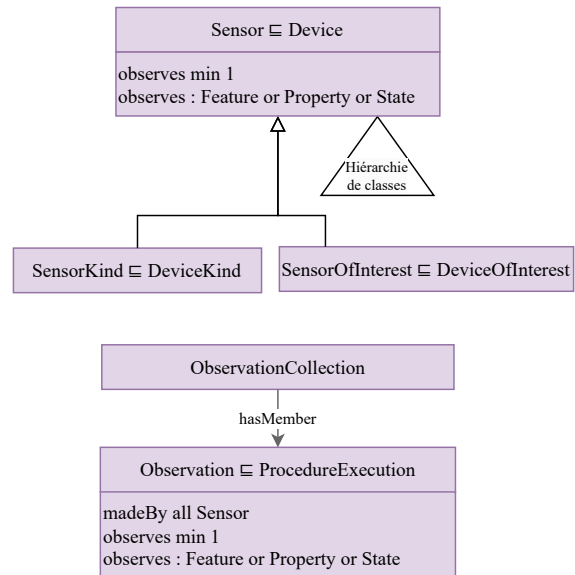 Sensor ⊑ Device
observes min 1
observes : Feature or Property or State
Hiérarchie
de classes
SensorKind ⊑ DeviceKind
SensorOfInterest ⊑ DeviceOfInterest
ObservationCollection
hasMember
Observation ⊑ ProcedureExecution
madeBy all Sensor
observes min 1
observes : Feature or Property or State